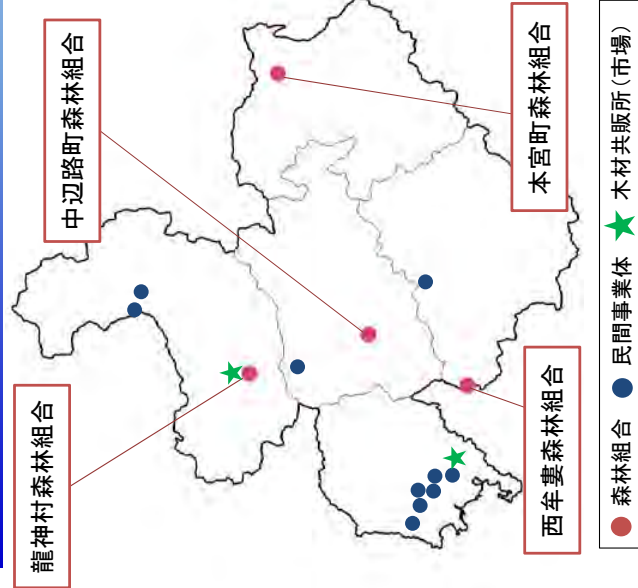 龍神村森林組合
中辺路町森林組合
西牟婁森林組合
本宮町森林組合
森林組合 民間事業体 木材共販所(市場)